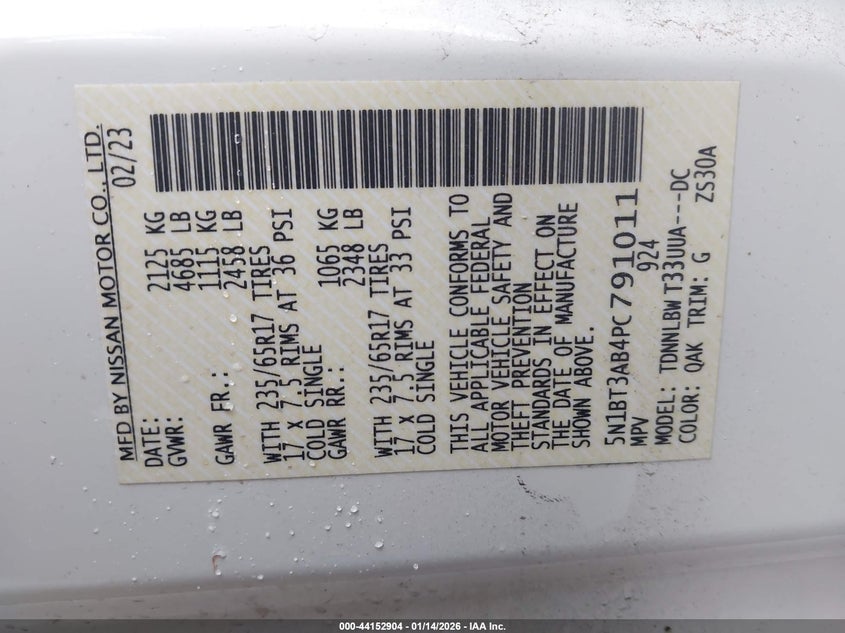 MFD BY NISSAN MOTOR CO., LTD.
DATE: 02/23
GVWR: 2125 KG
4685 LB
GAWR FR.: 1115 KG
2458 LB
WITH 235/65R17 TIRES
17 X 7.5 RIMS AT 36 PSI
COLD SINGLE
GAWR RR.: 1065 KG
2348 LB
WITH 235/65R17 TIRES
17 X 7.5 RIMS AT 33 PSI
COLD SINGLE
THIS VEHICLE CONFORMS TO
ALL APPLICABLE FEDERAL
MOTOR VEHICLE SAFETY AND
THEFT PREVENTION
STANDARDS IN EFFECT ON
THE DATE OF MANUFACTURE
SHOWN ABOVE.
5N1BT3AB4PC791011
MPV 924
MODEL: TDNNLBW T33UUA---DC
COLOR: QAK TRIM: G ZS30A
000-44152904 - 01/14/2026 - IAA Inc.